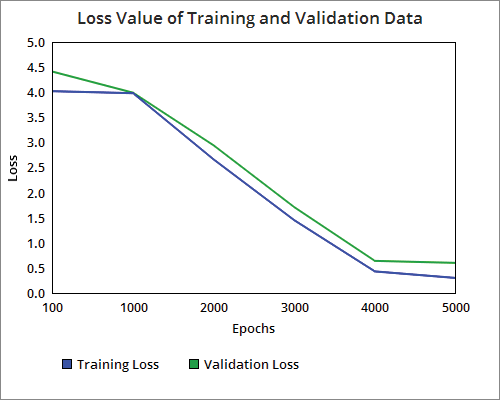 Loss Value of Training and Validation Data
5.0
4.5
4.0
3.5
3.0
2.5
2.0
1.5
1.0
0.5
0.0
Loss
100 1000 2000 3000 4000 5000
Epochs
Training Loss Validation Loss